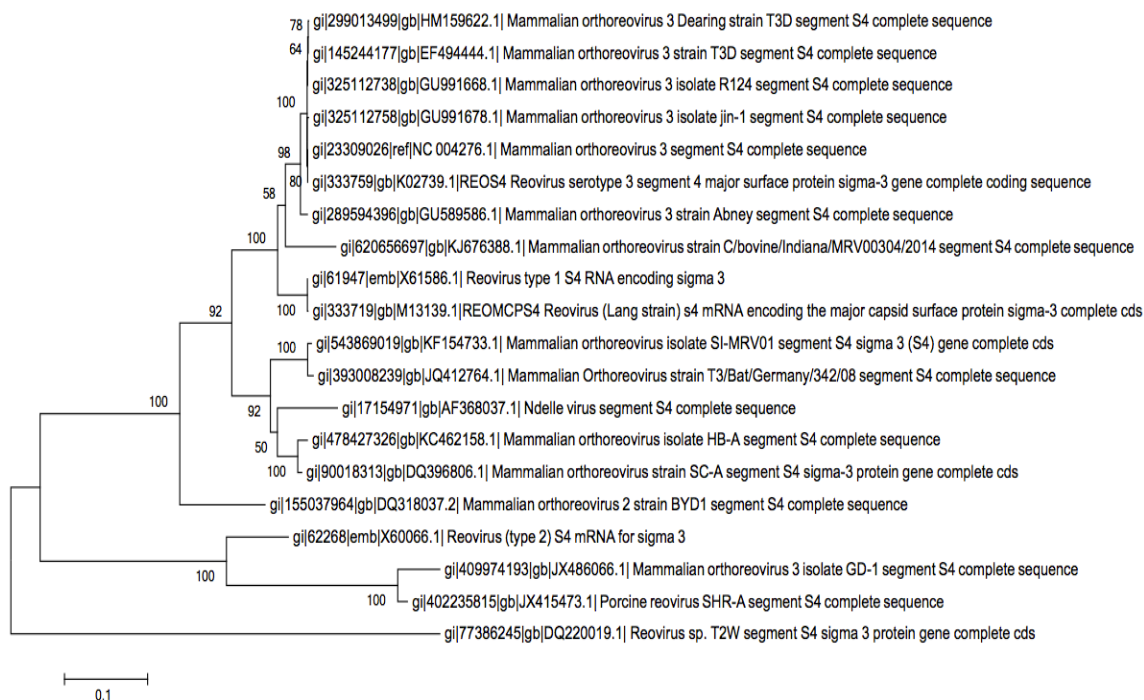 78
gi|299013499|gb|HM159622.1| Mammalian orthoreovirus 3 Dearing strain T3D segment S4 complete sequence
64
gi|145244177|gb|EF494444.1| Mammalian orthoreovirus 3 strain T3D segment S4 complete sequence
gi|325112738|gb|GU991668.1| Mammalian orthoreovirus 3 isolate R124 segment S4 complete sequence
100
gi|325112758|gb|GU991678.1| Mammalian orthoreovirus 3 isolate jin-1 segment S4 complete sequence
98
gi|23309026|ref|NC 004276.1| Mammalian orthoreovirus 3 segment S4 complete sequence
80
gi|333759|gb|K02739.1|REOS4 Reovirus serotype 3 segment 4 major surface protein sigma-3 gene complete coding sequence
58
gi|289594396|gb|GU589586.1| Mammalian orthoreovirus 3 strain Abney segment S4 complete sequence
100
gi|620656697|gb|KJ676388.1| Mammalian orthoreovirus strain C/bovine/Indiana/MRV00304/2014 segment S4 complete sequence
gi|61947|emb|X61586.1| Reovirus type 1 S4 RNA encoding sigma 3
92
100
gi|333719|gb|M13139.1|REOMCPS4 Reovirus (Lang strain) s4 mRNA encoding the major capsid surface protein sigma-3 complete cds
100
gi|543869019|gb|KF154733.1| Mammalian orthoreovirus isolate SI-MRV01 segment S4 sigma 3 (S4) gene complete cds
gi|393008239|gb|JQ412764.1| Mammalian Orthoreovirus strain T3/Bat/Germany/342/08 segment S4 complete sequence
100
92
gi|17154971|gb|AF368037.1| Ndelle virus segment S4 complete sequence
50
gi|478427326|gb|KC462158.1| Mammalian orthoreovirus isolate HB-A segment S4 complete sequence
100
gi|90018313|gb|DQ396806.1| Mammalian orthoreovirus strain SC-A segment S4 sigma-3 protein gene complete cds
gi|155037964|gb|DQ318037.2| Mammalian orthoreovirus 2 strain BYD1 segment S4 complete sequence
gi|62268|emb|X60066.1| Reovirus (type 2) S4 mRNA for sigma 3
100
gi|409974193|gb|JX486066.1| Mammalian orthoreovirus 3 isolate GD-1 segment S4 complete sequence
100
gi|402235815|gb|JX415473.1| Porcine reovirus SHR-A segment S4 complete sequence
gi|77386245|gb|DQ220019.1| Reovirus sp. T2W segment S4 sigma 3 protein gene complete cds
0.1